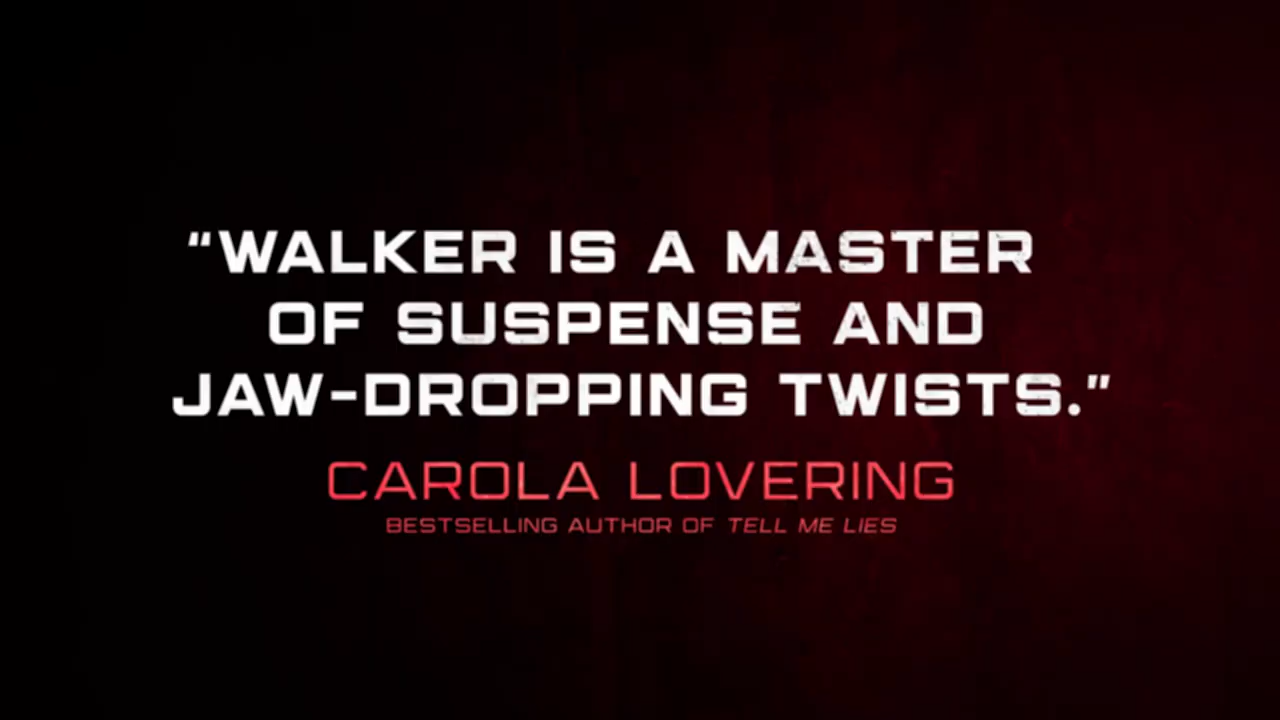 “WALKER IS A MASTER
OF SUSPENSE AND
JAW-DROPPING TWISTS.”
CAROLA LOVERING
BESTSELLING AUTHOR OF TELL ME LIES